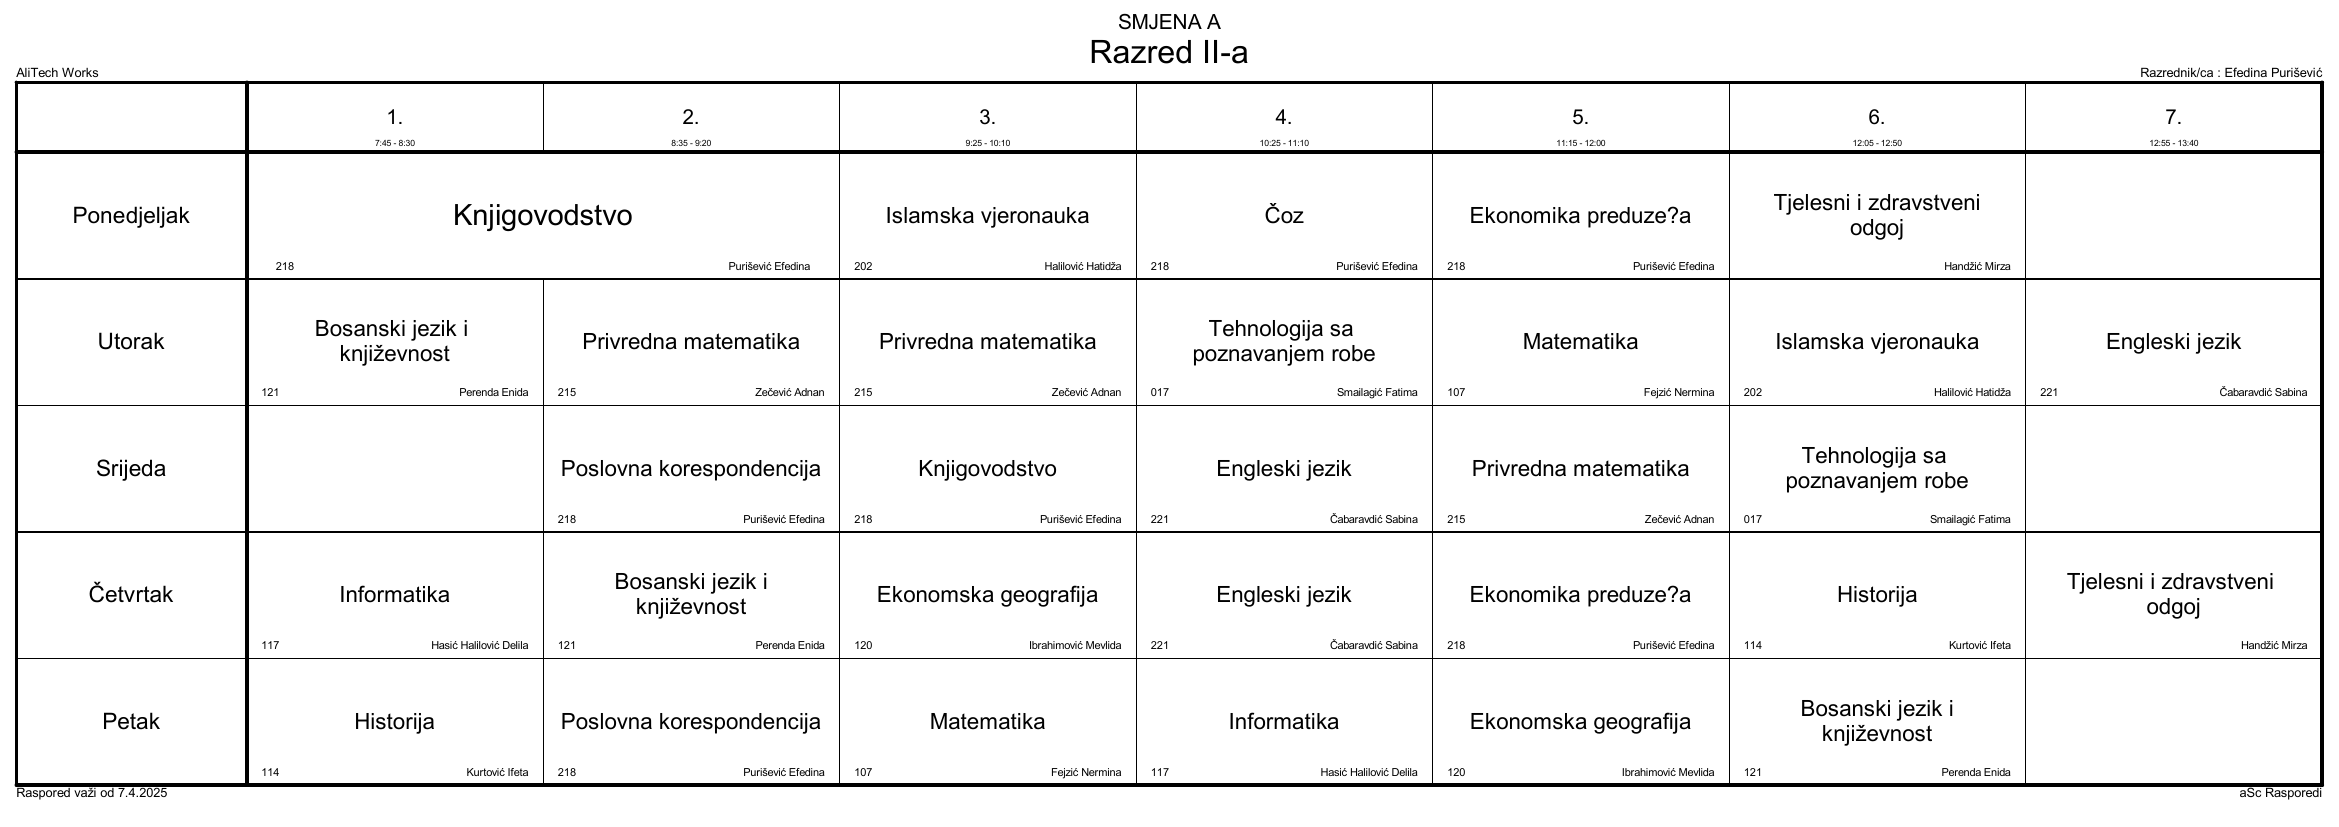 SMJENA A
Razred II-a
AliTech Works
Razrednik/ca : Efedina Purišević
1.
2.
3.
4.
5.
6.
7.
7:45 - 8:30
8:35 - 9:20
9:25 - 10:10
10:25 - 11:10
11:15 - 12:00
12:05 - 12:50
12:55 - 13:40
Ponedjeljak
Knjigovodstvo
218
Purišević Efedina
Islamska vjeronauka
202
Halilović Hatidža
Čoz
218
Purišević Efedina
Ekonomika preduze?a
218
Purišević Efedina
Tjelesni i zdravstveni
odgoj
Handžić Mirza
Utorak
Bosanski jezik i
književnost
121
Perenda Enida
Privredna matematika
215
Zečević Adnan
Privredna matematika
215
Zečević Adnan
Tehnologija sa
poznavanjem robe
017
Smailagić Fatima
Matematika
107
Fejzić Nermina
Islamska vjeronauka
202
Halilović Hatidža
Engleski jezik
221
Čabaravdić Sabina
Srijeda
Poslovna korespondencija
218
Purišević Efedina
Knjigovodstvo
218
Purišević Efedina
Engleski jezik
221
Čabaravdić Sabina
Privredna matematika
215
Zečević Adnan
Tehnologija sa
poznavanjem robe
017
Smailagić Fatima
Četvrtak
Informatika
117
Hasić Halilović Delila
Bosanski jezik i
književnost
121
Perenda Enida
Ekonomska geografija
120
Ibrahimović Mevlida
Engleski jezik
221
Čabaravdić Sabina
Ekonomika preduze?a
218
Purišević Efedina
Historija
114
Kurtović Ifeta
Tjelesni i zdravstveni
odgoj
Handžić Mirza
Petak
Historija
114
Kurtović Ifeta
Poslovna korespondencija
218
Purišević Efedina
Matematika
107
Fejzić Nermina
Informatika
117
Hasić Halilović Delila
Ekonomska geografija
120
Ibrahimović Mevlida
Bosanski jezik i
književnost
121
Perenda Enida
Raspored važi od 7.4.2025
aSc Rasporedi